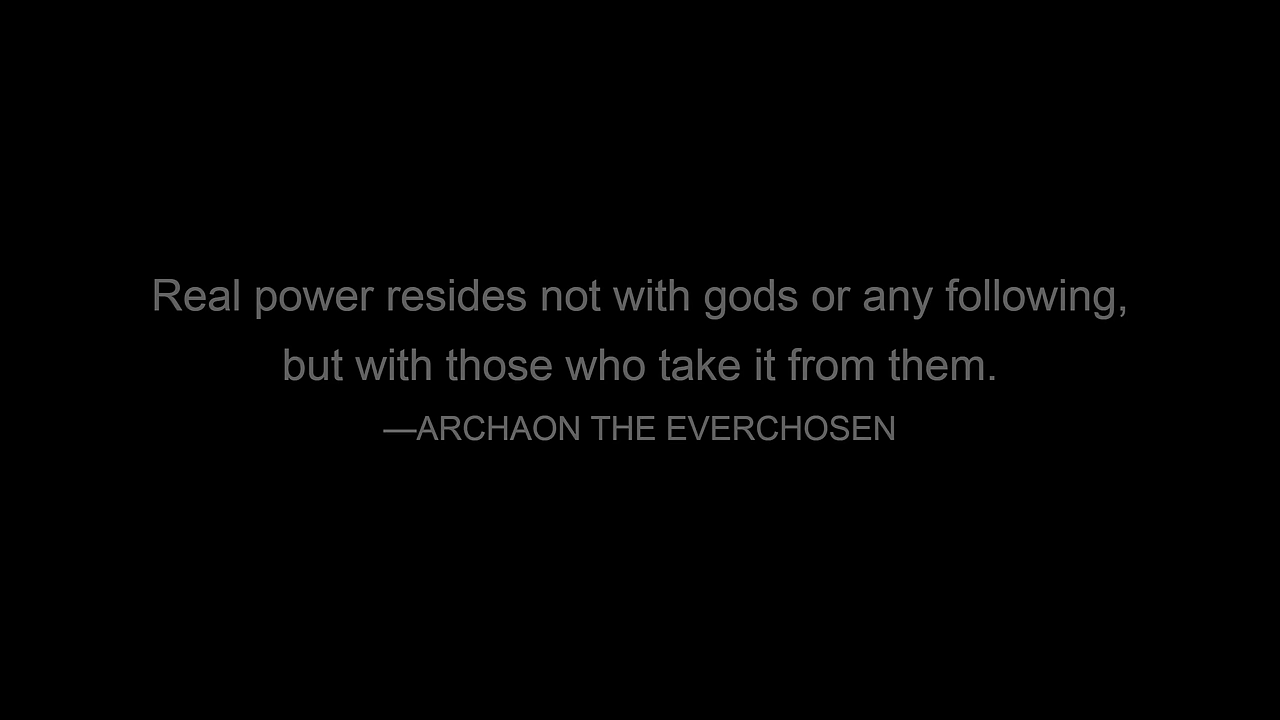 Real power resides not with gods or any following,
but with those who take it from them.
—ARCHAON THE EVERCHOSEN